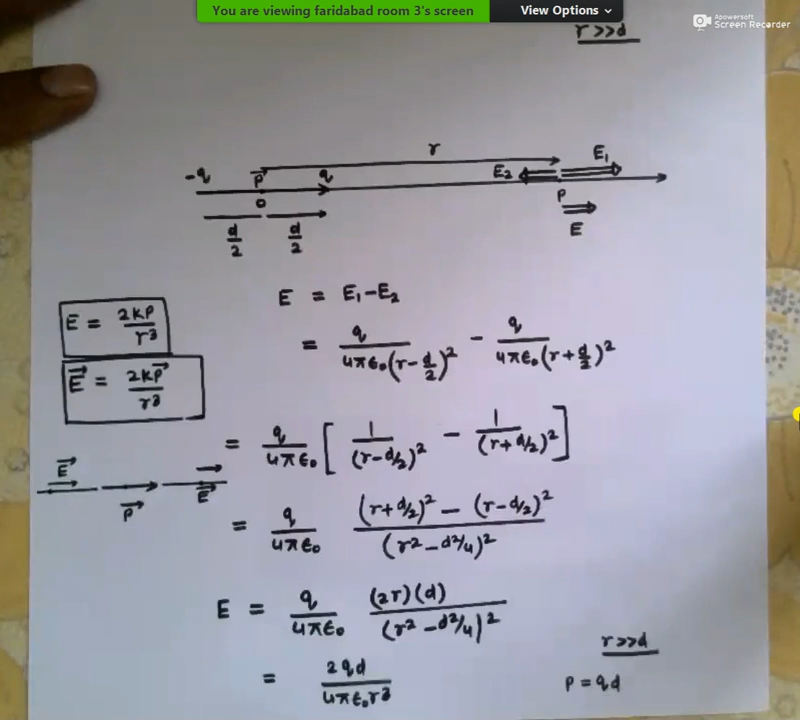 You are viewing faridabad room 3's screen
View Options
Apowersoft
Screen Recorder
r>>d
r
-q
p⃗
q
E₂
E₁
O
P
d/2
d/2
E
E = E₁-E₂
E = 2KP/r³
= q/4πϵ₀(r-d/2)² - q/4πϵ₀(r+d/2)²
E⃗ = 2KP⃗/r³
= q/4πϵ₀ [1/(r-d/2)² - 1/(r+d/2)²]
E⃗
P⃗
E⃗
= q/4πϵ₀ (r+d/2)² - (r-d/2)²/(r²-d²/4)²
E = q/4πϵ₀ (2r)(d)/(r²-d²/4)²
r>>d
= 2qd/4πϵ₀r³
P = qd